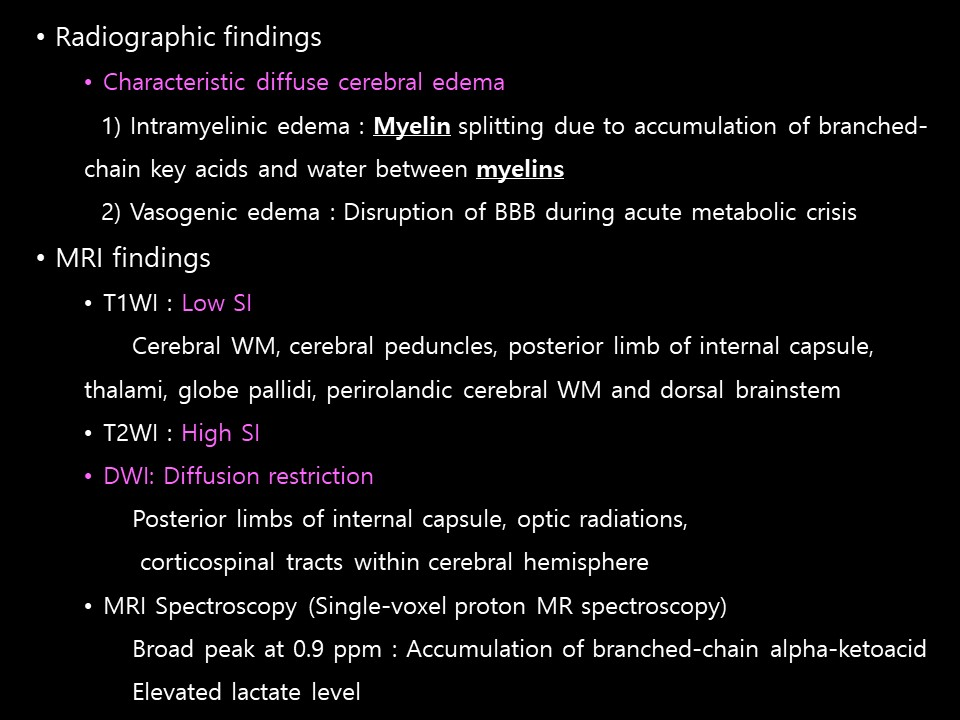 • Radiographic findings
• Characteristic diffuse cerebral edema
1) Intramyelinic edema : Myelin splitting due to accumulation of branched-
chain key acids and water between myelins
2) Vasogenic edema : Disruption of BBB during acute metabolic crisis
• MRI findings
• T1WI : Low SI
Cerebral WM, cerebral peduncles, posterior limb of internal capsule,
thalami, globe pallidi, perirolandic cerebral WM and dorsal brainstem
• T2WI : High SI
• DWI: Diffusion restriction
Posterior limbs of internal capsule, optic radiations,
corticospinal tracts within cerebral hemisphere
• MRI Spectroscopy (Single-voxel proton MR spectroscopy)
Broad peak at 0.9 ppm : Accumulation of branched-chain alpha-ketoacid
Elevated lactate level